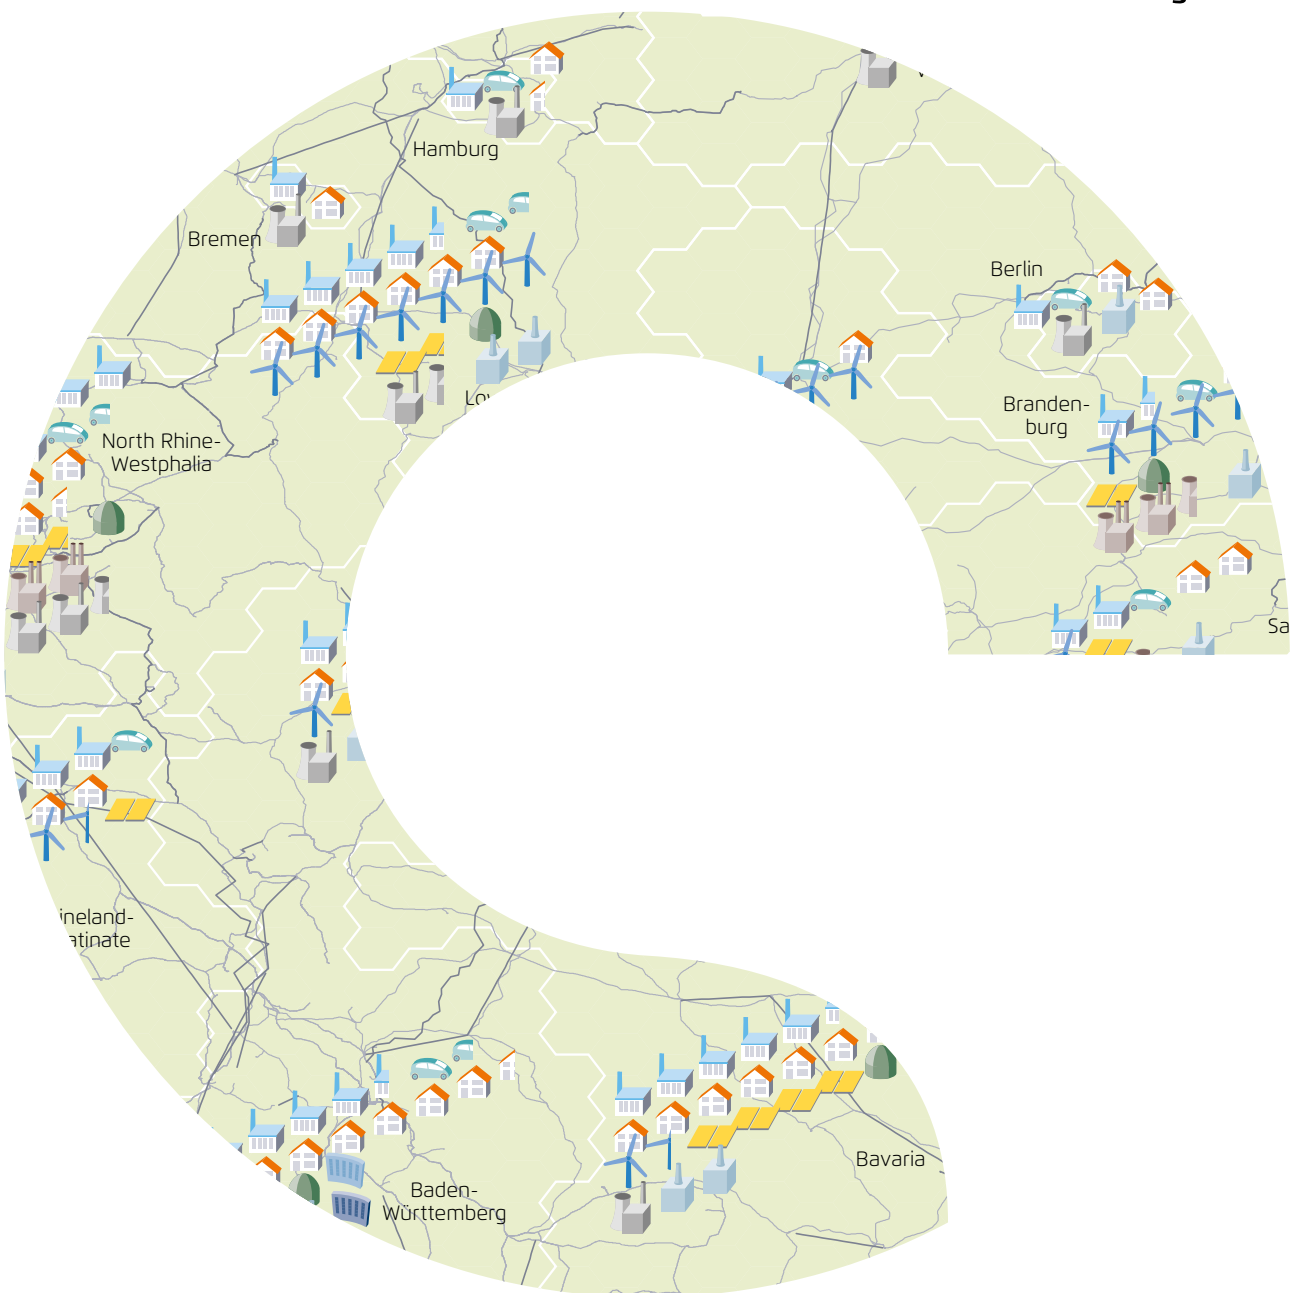 Hamburg
Bremen
Berlin
Branden-
burg
North Rhine-
Westphalia
Baden-
Württemberg
Bavaria